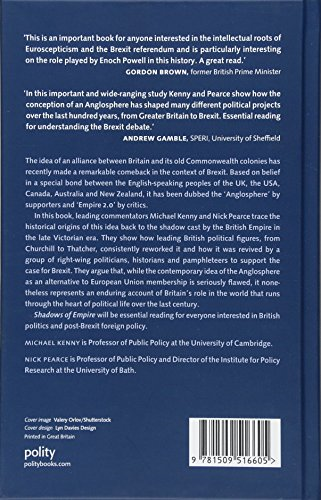 'This is an important book for anyone interested in the intellectual roots of
Euroscepticism and the Brexit referendum and is particularly interesting
on the role played by Enoch Powell in this history. A great read.'
GORDON BROWN, former British Prime Minister
'In this important and wide-ranging study Kenny and Pearce show how
the conception of an Anglosphere has shaped many different political projects
over the last hundred years, from Greater Britain to Brexit. Essential reading
for understanding the Brexit debate.'
ANDREW GAMBLE, SPERI, University of Sheffield
The idea of an alliance between Britain and its old Commonwealth colonies has
recently made a remarkable comeback in the context of Brexit. Based on belief
in a special bond between the English-speaking peoples of the UK, the USA,
Canada, Australia and New Zealand, it has been dubbed the 'Anglosphere' by
supporters and 'Empire 2.0' by critics.
In this book, leading commentators Michael Kenny and Nick Pearce trace the
historical origins of this idea back to the shadow cast by the British Empire in
the late Victorian era. They show how leading British political figures, from
Churchill to Thatcher, consistently reworked it and how it was revived by a
group of right-wing politicians, historians and pamphleteers to support the
case for Brexit. They argue that, while the contemporary idea of the Anglosphere
as an alternative to European Union membership is seriously flawed, it none-
theless represents an enduring account of Britain's role in the world that runs
through the heart of political life over the last century.
Shadows of Empire will be essential reading for everyone interested in British
politics and post-Brexit foreign policy.
MICHAEL KENNY is Professor of Public Policy at the University of Cambridge.
NICK PEARCE is Professor of Public Policy and Director of the Institute for Policy
Research at the University of Bath.
Cover image Valery Orlov/Shutterstock
Cover design Lyn Davies Design
Printed in Great Britain
polity
politybooks.com
9 781509 516605 >